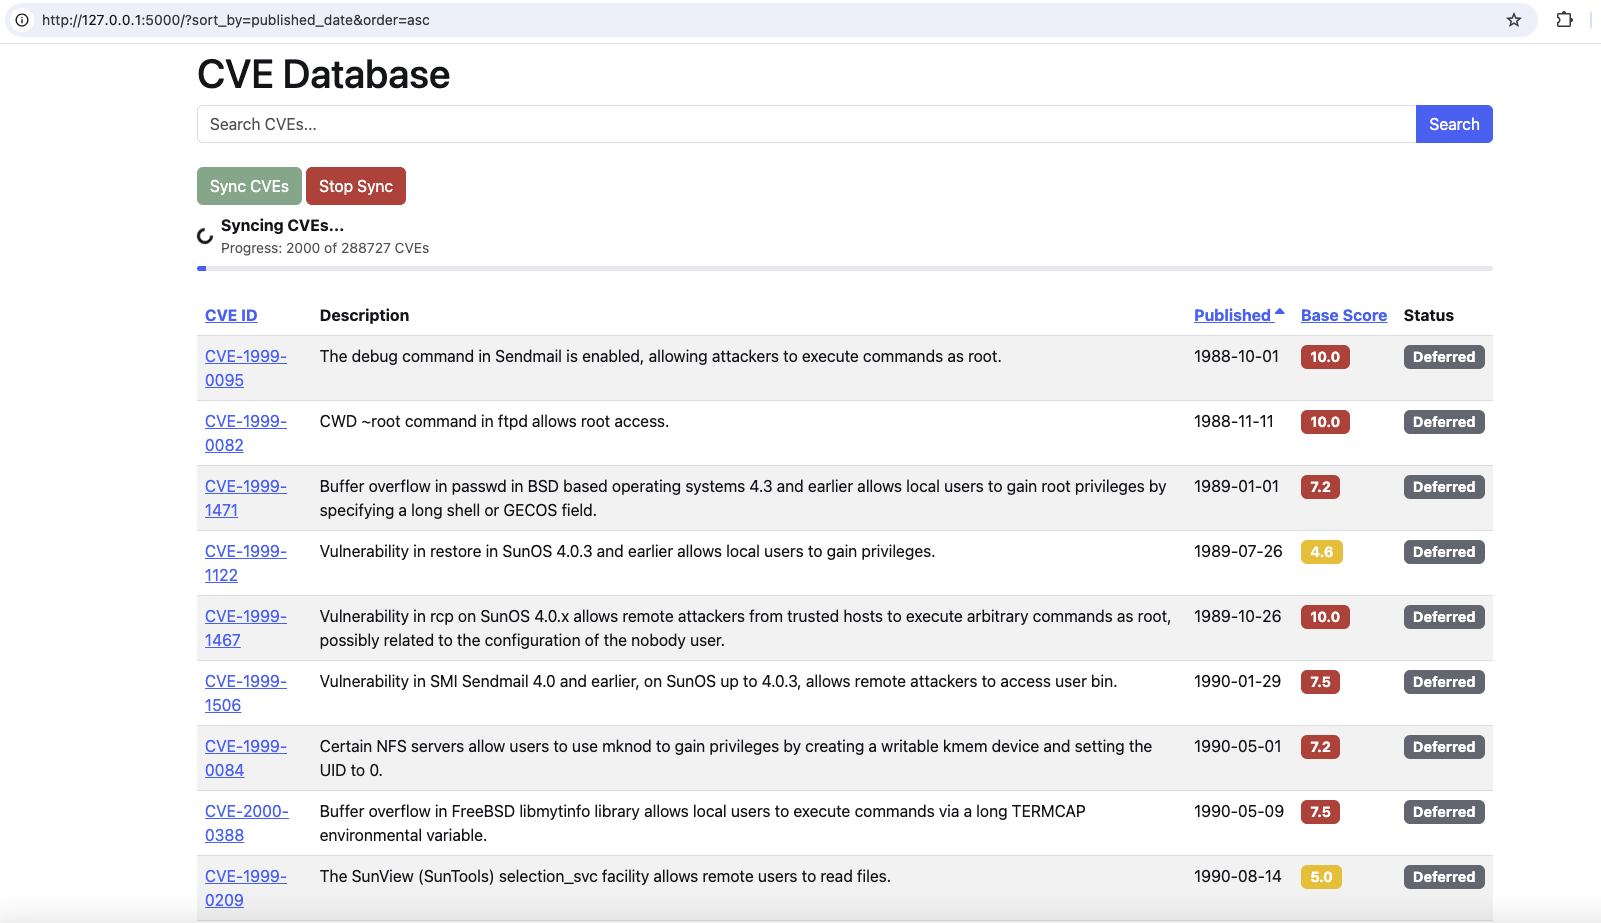 http://127.0.0.1:5000/?sort_by=published_date&order=asc
CVE Database
Search CVEs...
Search
Sync CVEs
Stop Sync
Syncing CVEs...
Progress: 2000 of 288727 CVEs
CVE ID Description Published Base Score Status
CVE-1999- The debug command in Sendmail is enabled, allowing attackers to execute commands as root. 1988-10-01 10.0 Deferred
0095
CVE-1999- CWD ~root command in ftpd allows root access. 1988-11-11 10.0 Deferred
0082
CVE-1999- Buffer overflow in passwd in BSD based operating systems 4.3 and earlier allows local users to gain root privileges by 1989-01-01 7.2 Deferred
1471 specifying a long shell or GECOS field.
CVE-1999- Vulnerability in restore in SunOS 4.0.3 and earlier allows local users to gain privileges. 1989-07-26 4.6 Deferred
1122
CVE-1999- Vulnerability in rcp on SunOS 4.0.x allows remote attackers from trusted hosts to execute arbitrary commands as root, 1989-10-26 10.0 Deferred
1467 possibly related to the configuration of the nobody user.
CVE-1999- Vulnerability in SMI Sendmail 4.0 and earlier, on SunOS up to 4.0.3, allows remote attackers to access user bin. 1990-01-29 7.5 Deferred
1506
CVE-1999- Certain NFS servers allow users to use mknod to gain privileges by creating a writable kmem device and setting the 1990-05-01 7.2 Deferred
0084 UID to 0.
CVE-2000- Buffer overflow in FreeBSD libmytinfo library allows local users to execute commands via a long TERMCAP 1990-05-09 7.5 Deferred
0388 environmental variable.
CVE-1999- The SunView (SunTools) selection_svc facility allows remote users to read files. 1990-08-14 5.0 Deferred
0209